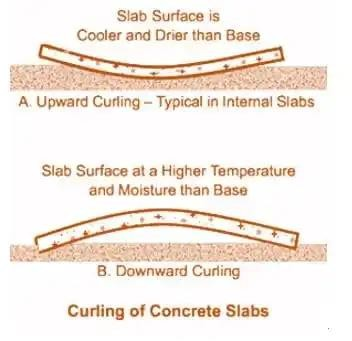 Slab Surface is
Cooler and Drier than Base
A. Upward Curling – Typical in Internal Slabs
Slab Surface at a Higher Temperature
and Moisture than Base
B. Downward Curling
Curling of Concrete Slabs